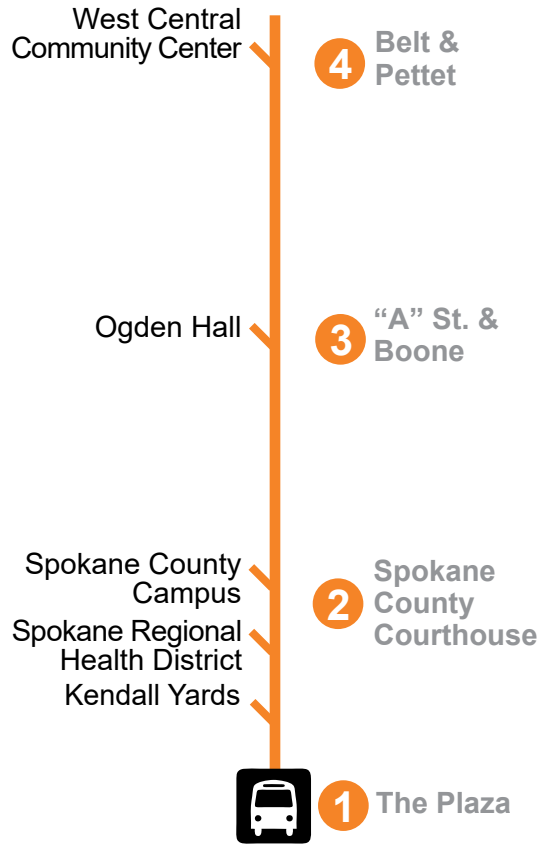 West Central
Community Center
4
Belt &
Pettet
Ogden Hall
3
“A” St. &
Boone
Spokane County
Campus
2
Spokane
County
Courthouse
Spokane Regional
Health District
Kendall Yards
1
The Plaza